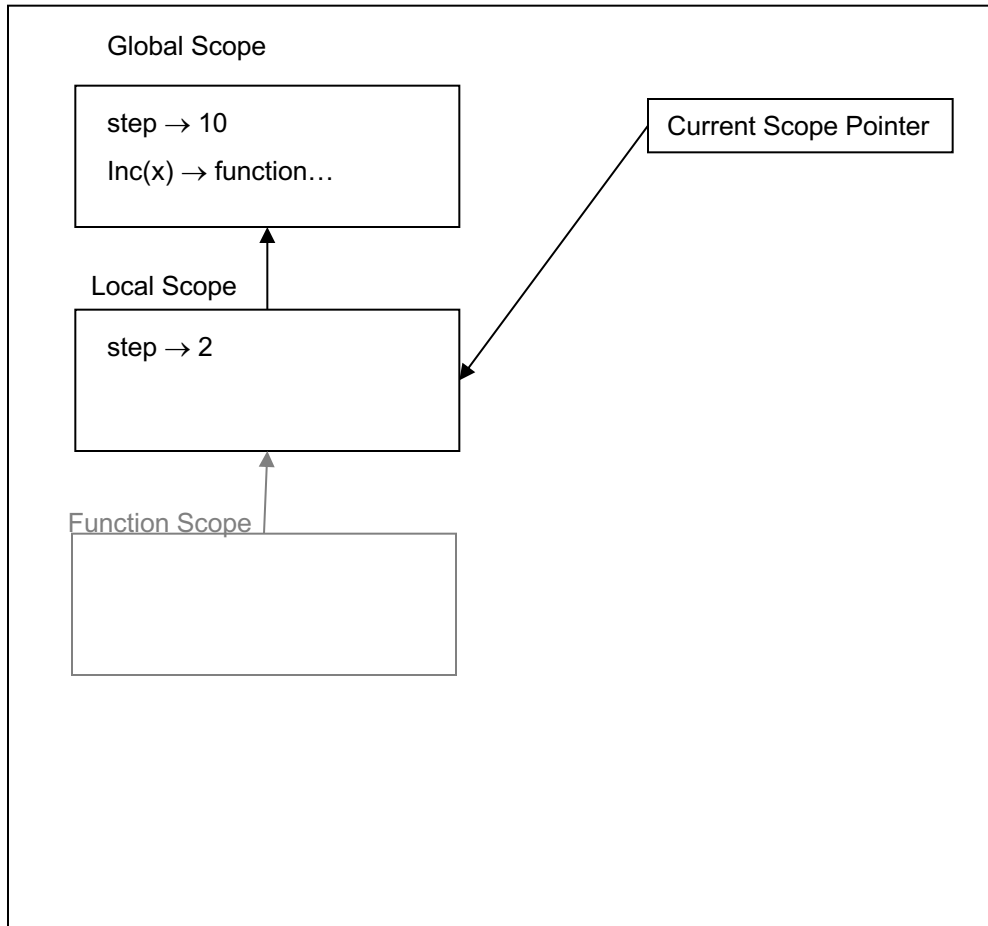 Global Scope
step → 10
Inc(x) → function…
Current Scope Pointer
Local Scope
step → 2
Function Scope